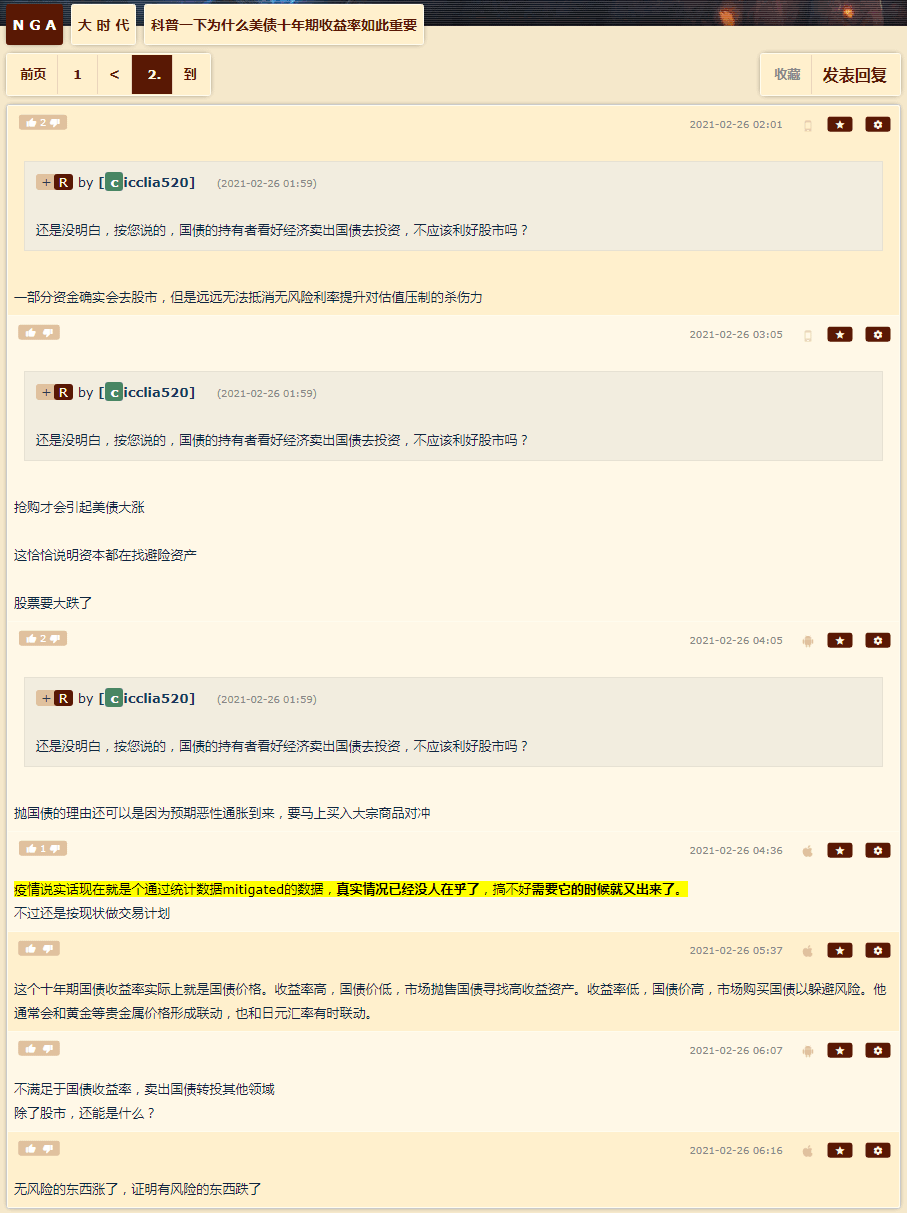 NGA 大时代 科普一下为什么美债十年期收益率如此重要
前页 1 < 2. 到 收藏 发表回复
2 2021-02-26 02:01
+ R by [cicclia520] (2021-02-26 01:59)
还是没明白，按您说的，国债的持有者看好经济卖出国债去投资，不应该利好股市吗？
一部分资金确实会去股市，但是远远无法抵消无风险利率提升对估值压制的杀伤力
2021-02-26 03:05
+ R by [cicclia520] (2021-02-26 01:59)
还是没明白，按您说的，国债的持有者看好经济卖出国债去投资，不应该利好股市吗？
抢购才会引起美债大涨
这恰恰说明资本都在找避险资产
股票要大跌了
2 2021-02-26 04:05
+ R by [cicclia520] (2021-02-26 01:59)
还是没明白，按您说的，国债的持有者看好经济卖出国债去投资，不应该利好股市吗？
抛国债的理由还可以是因为预期恶性通胀到来，要马上买入大宗商品对冲
1 2021-02-26 04:36
疫情说实话现在就是个通过统计数据mitigated的数据，真实情况已经没人在乎了，搞不好需要它的时候就又出来了。
不过还是按现状做交易计划
2021-02-26 05:37
这个十年期国债收益率实际上就是国债价格。收益率高，国债价低，市场抛售国债寻找高收益资产。收益率低，国债价高，市场购买国债以躲避风险。他
通常会和黄金等贵金属价格形成联动，也和日元汇率有时联动。
2021-02-26 06:07
不满足于国债收益率，卖出国债转投其他领域
除了股市，还能是什么？
2021-02-26 06:16
无风险的东西涨了，证明有风险的东西跌了